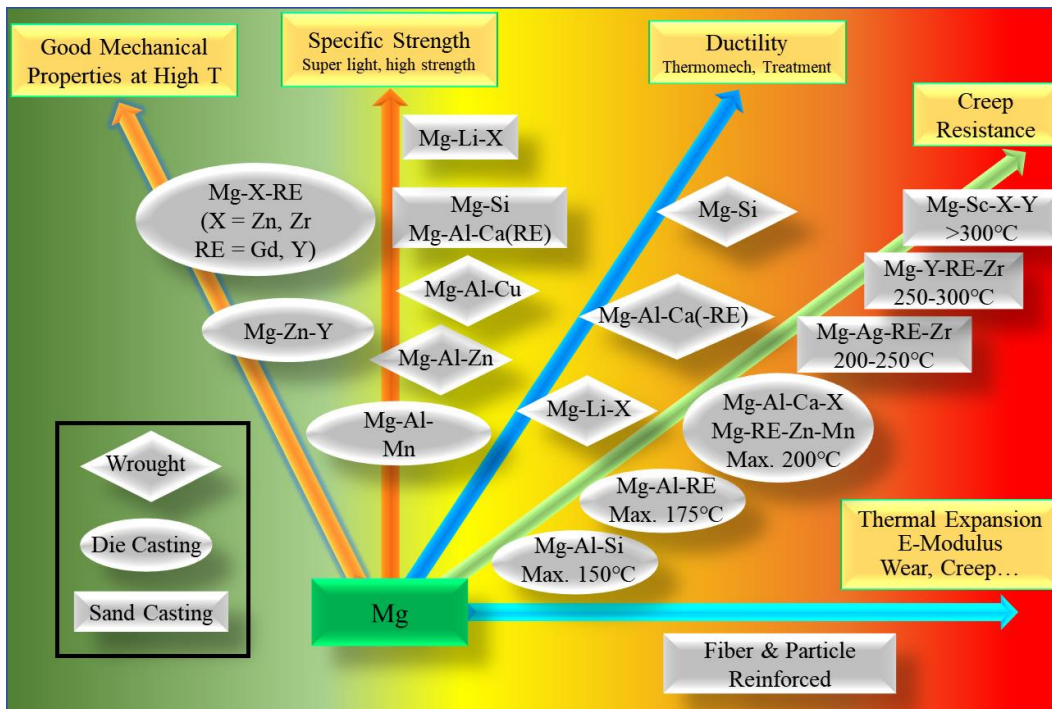 Good Mechanical
Properties at High T
Specific Strength
Super light, high strength
Ductility
Thermomech, Treatment
Creep
Resistance
Mg-Li-X
Mg-X-RE
(X = Zn, Zr
RE = Gd, Y)
Mg-Si
Mg-Al-Ca(RE)
Mg-Si
Mg-Sc-X-Y
>300℃
Mg-Al-Cu
Mg-Y-RE-Zr
250-300℃
Mg-Zn-Y
Mg-Al-Ca(-RE)
Mg-Al-Zn
Mg-Ag-RE-Zr
200-250℃
Mg-Al-
Mn
Mg-Li-X
Mg-Al-Ca-X
Mg-RE-Zn-Mn
Max. 200℃
Wrought
Mg-Al-RE
Max. 175℃
Die Casting
Mg-Al-Si
Max. 150℃
Thermal Expansion
E-Modulus
Wear, Creep…
Sand Casting
Mg
Fiber & Particle
Reinforced